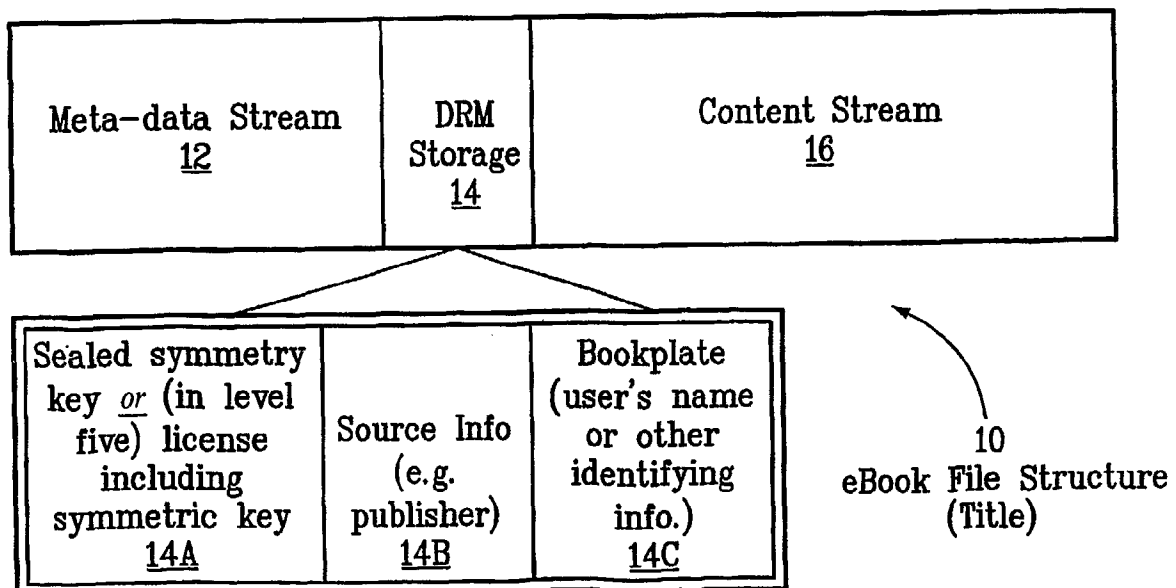 Meta-data Stream
12
DRM
Storage
14
Content Stream
16
Sealed symmetry
key or (in level
five) license
including
symmetric key
14A
Source Info
(e.g.
publisher)
14B
Bookplate
(user's name
or other
identifying
info.)
14C
10
eBook File Structure
(Title)